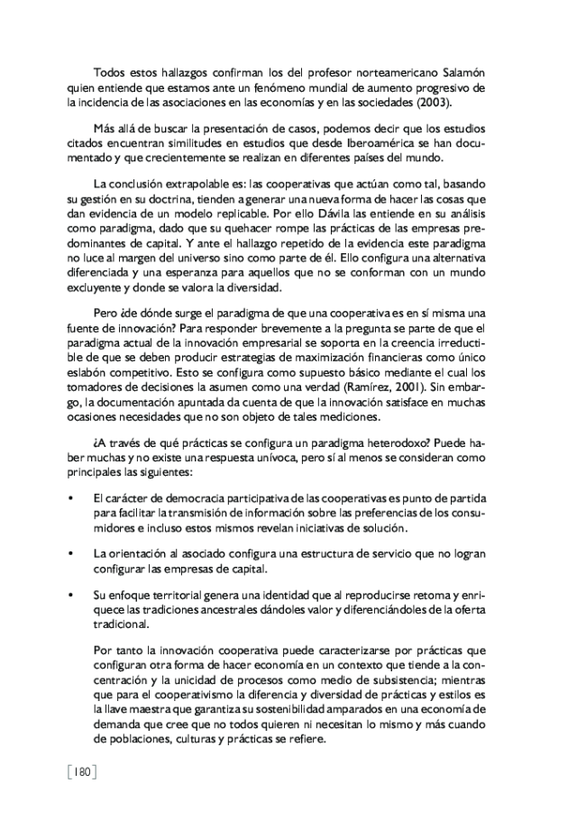 Todos estos hallazgos confirman los del profesor norteamericano Salamón
quien entiende que estamos ante un fenómeno mundial de aumento progresivo de
la incidencia de las asociaciones en las economías y en las sociedades (2003).
Más allá de buscar la presentación de casos, podemos decir que los estudios
citados encuentran similitudes en estudios que desde Iberoamérica se han docu-
mentado y que crecientemente se realizan en diferentes países del mundo.
La conclusión extrapolable es: las cooperativas que actúan como tal, basando
su gestión en su doctrina, tienden a generar una nueva forma de hacer las cosas que
dan evidencia de un modelo replicable. Por ello Dávila las entiende en su análisis
como paradigma, dado que su quehacer rompe las prácticas de las empresas pre-
dominantes de capital. Y ante el hallazgo repetido de la evidencia este paradigma
no luce al margen del universo sino como parte de él. Ello configura una alternativa
diferenciada y una esperanza para aquellos que no se conforman con un mundo
excluyente y donde se valora la diversidad.
Pero ¿de dónde surge el paradigma de que una cooperativa es en sí misma una
fuente de innovación? Para responder brevemente a la pregunta se parte de que el
paradigma actual de la innovación empresarial se soporta en la creencia irreducti-
ble de que se deben producir estrategias de maximización financieras como único
eslabón competitivo. Esto se configura como supuesto básico mediante el cual los
tomadores de decisiones la asumen como una verdad (Ramírez, 2001). Sin embar-
go, la documentación apuntada da cuenta de que la innovación satisface en muchas
ocasiones necesidades que no son objeto de tales mediciones.
¿A través de qué prácticas se configura un paradigma heterodoxo? Puede ha-
ber muchas y no existe una respuesta unívoca, pero sí al menos se consideran como
principales las siguientes:
• El carácter de democracia participativa de las cooperativas es punto de partida
para facilitar la transmisión de información sobre las preferencias de los consu-
midores e incluso estos mismos revelan iniciativas de solución.
• La orientación al asociado configura una estructura de servicio que no logran
configurar las empresas de capital.
• Su enfoque territorial genera una identidad que al reproducirse retoma y enri-
quece las tradiciones ancestrales dándoles valor y diferenciándoles de la oferta
tradicional.
Por tanto la innovación cooperativa puede caracterizarse por prácticas que
configuran otra forma de hacer economía en un contexto que tiende a la con-
centración y la unicidad de procesos como medio de subsistencia; mientras
que para el cooperativismo la diferencia y diversidad de prácticas y estilos es
la llave maestra que garantiza su sostenibilidad amparados en una economía de
demanda que cree que no todos quieren ni necesitan lo mismo y más cuando
de poblaciones, culturas y prácticas se refiere.
[180]